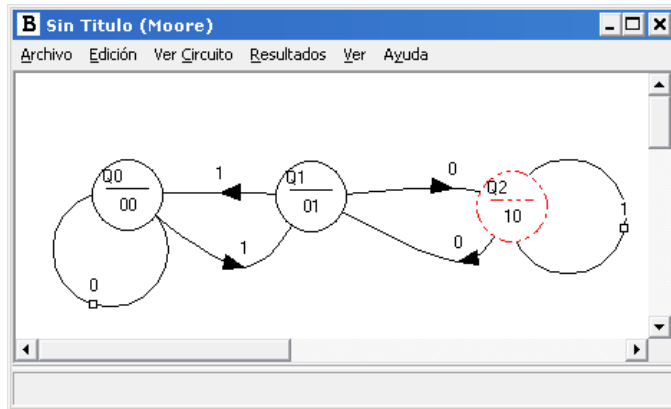 B Sin Titulo (Moore)
Archivo Edición Ver Circuito Resultados Ver Ayuda
1 0
Q0 Q1 Q2
00 01 10 1
1 0
0